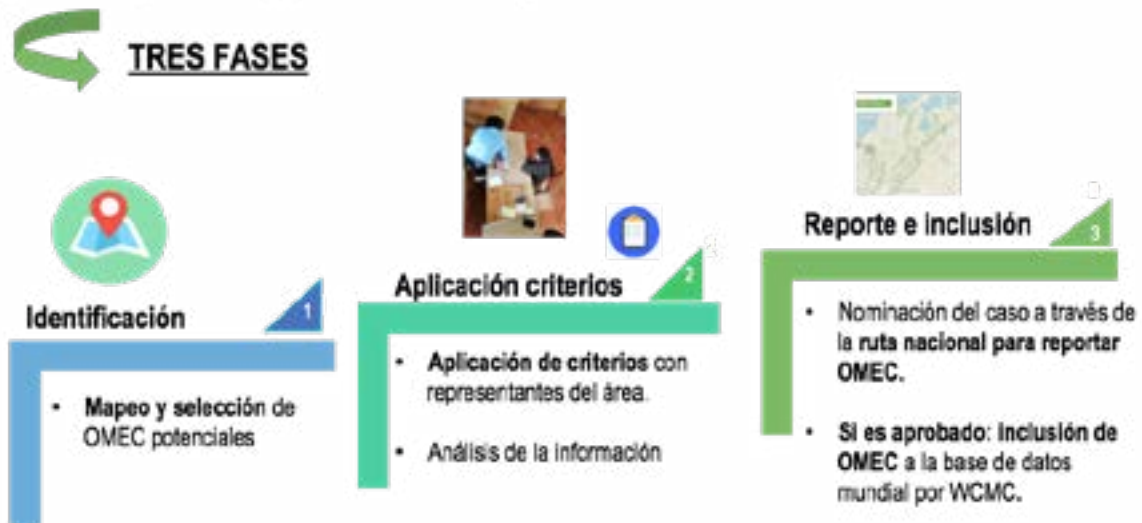 TRES FASES
Identificación
1
• Mapeo y selección de
OMEC potenciales
Aplicación criterios
2
• Aplicación de criterios con
representantes del área.
• Análisis de la información
Reporte e inclusión
3
• Nominación del caso a través de
la ruta nacional para reportar
OMEC.
• Si es aprobado: inclusión de
OMEC a la base de datos
mundial por WCMC.